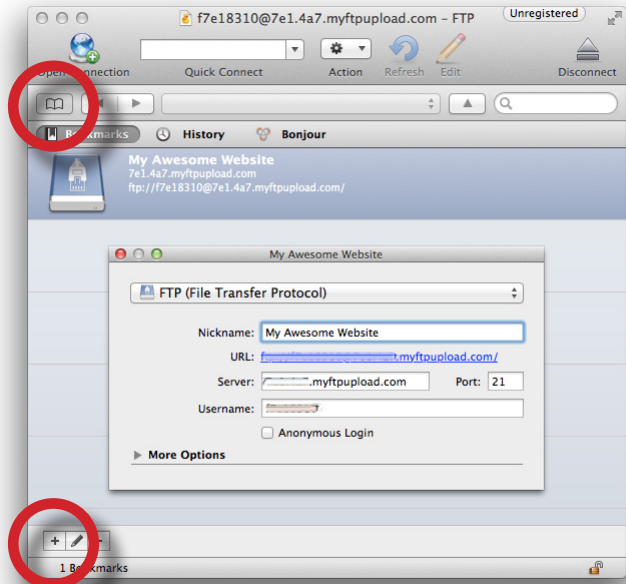 f7e18310@7e1.4a7.myftpupload.com – FTP
Unregistered
Open Connection
Quick Connect
Action
Refresh
Edit
Disconnect
Bookmarks
History
Bonjour
My Awesome Website
7e1.4a7.myftpupload.com
ftp://f7e18310@7e1.4a7.myftpupload.com/
My Awesome Website
FTP (File Transfer Protocol)
Nickname: My Awesome Website
URL: .myftpupload.com/
Server: .myftpupload.com Port: 21
Username:
Anonymous Login
More Options
1 Bookmarks